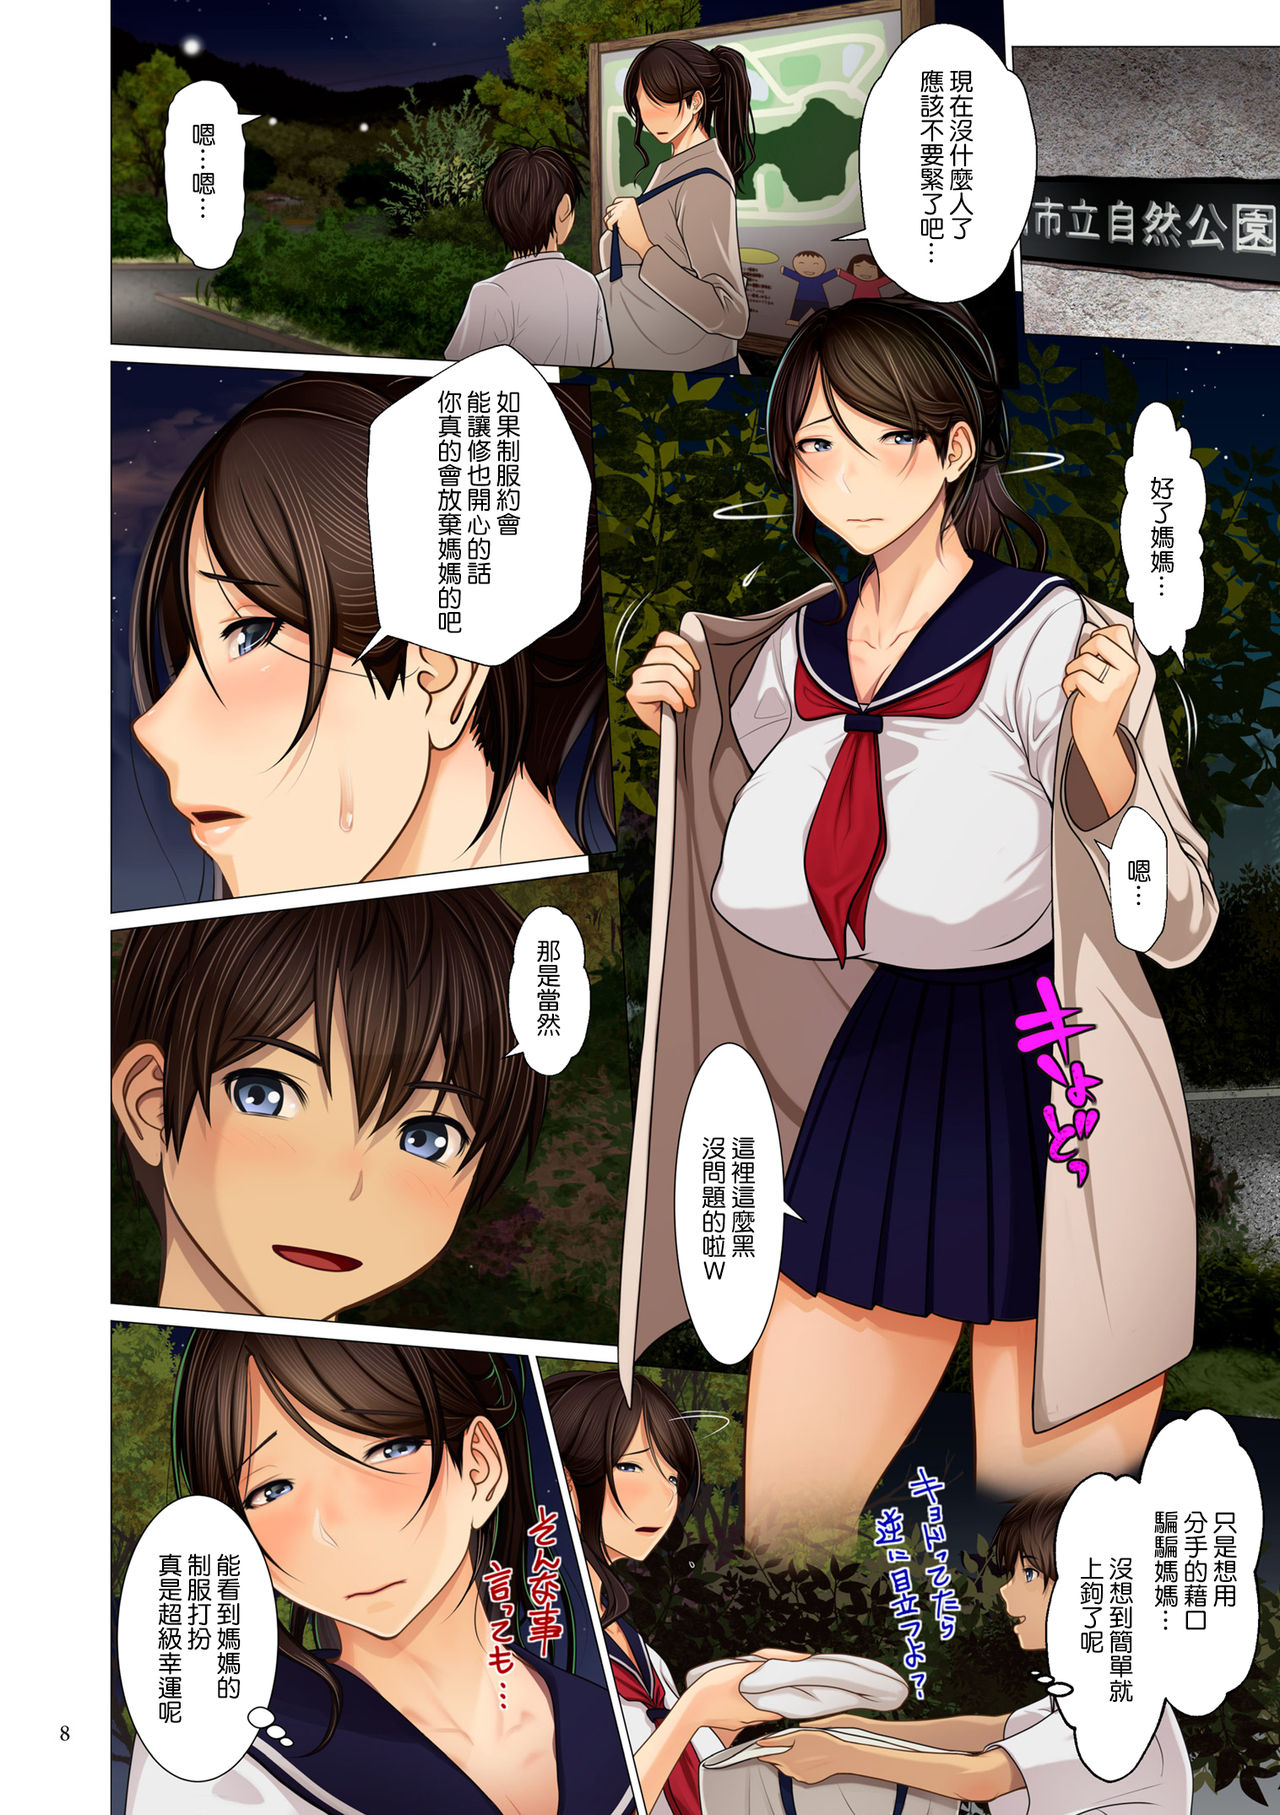 市立自然公園
現在沒什麼人了
應該不要緊了吧…
嗯…嗯…
好了媽媽…
嗯…
キョドっ
這裡這麼黑
沒問題的啦W
如果制服約會
能讓修也開心的話
你真的會放棄媽媽的吧
那是當然
只是想用
分手的藉口
騙騙媽媽…
沒想到簡單就
上鉤了呢
キョドってたら
逆に目立つよ?
そんな事
言っても…
能看到媽媽的
制服打扮
真是超級幸運呢
8